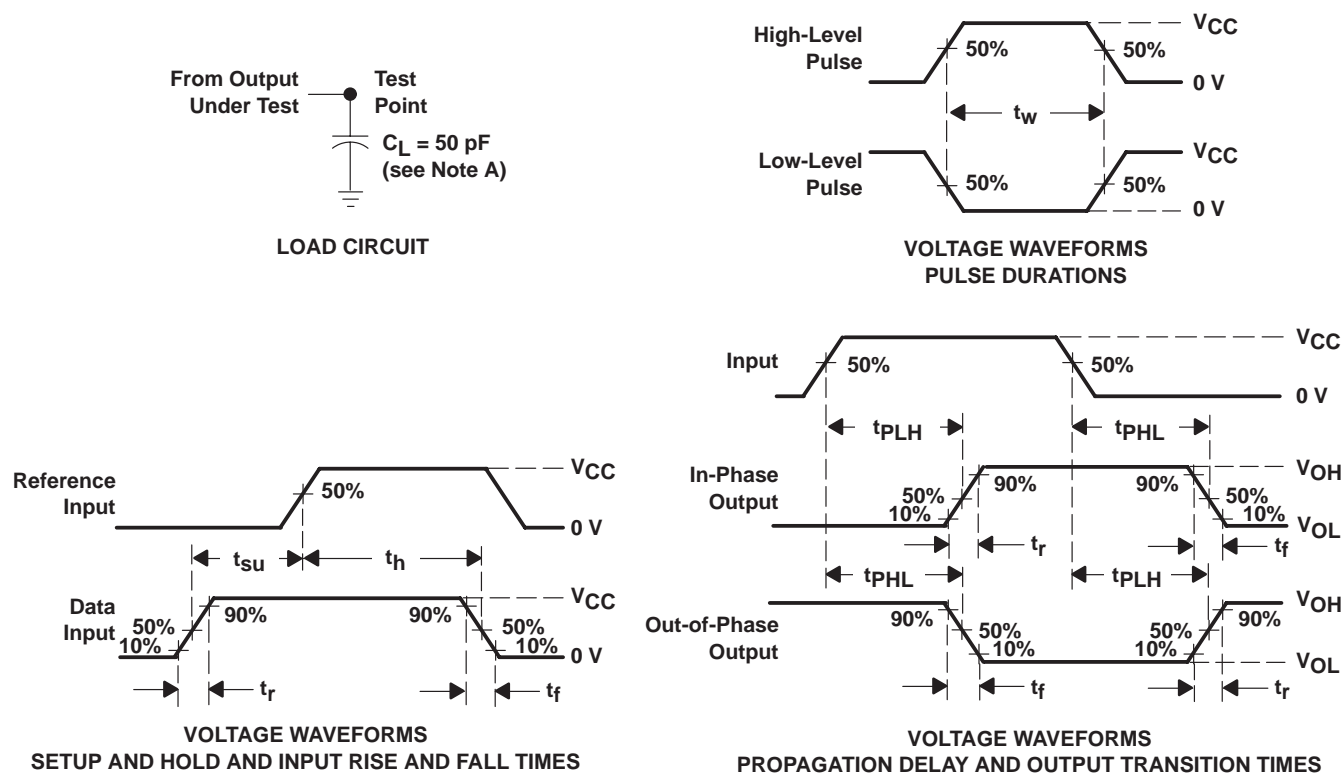 From Output
Under Test
Test
Point
CL = 50 pF
(see Note A)
LOAD CIRCUIT
High-Level
Pulse
50%
50%
VCC
0 V
tw
Low-Level
Pulse
50%
50%
VCC
0 V
VOLTAGE WAVEFORMS
PULSE DURATIONS
Reference
Input
50%
VCC
0 V
tsu
th
Data
Input
50%
10%
90%
90%
50%
10%
VCC
0 V
tr
tf
VOLTAGE WAVEFORMS
SETUP AND HOLD AND INPUT RISE AND FALL TIMES
Input
50%
50%
VCC
0 V
tPLH
tPHL
In-Phase
Output
50%
10%
90%
90%
50%
10%
VOH
VOL
tr
tf
tPHL
tPLH
Out-of-Phase
Output
90%
50%
10%
50%
10%
90%
VOH
VOL
tf
tr
VOLTAGE WAVEFORMS
PROPAGATION DELAY AND OUTPUT TRANSITION TIMES